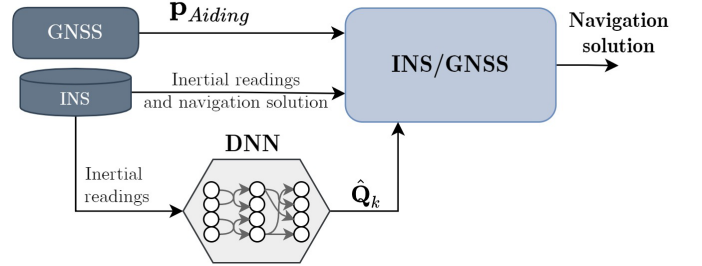 GNSS
p_Aiding
INS/GNSS
Navigation
solution
INS
Inertial readings
and navigation solution
DNN
Inertial
readings
Q̂_k